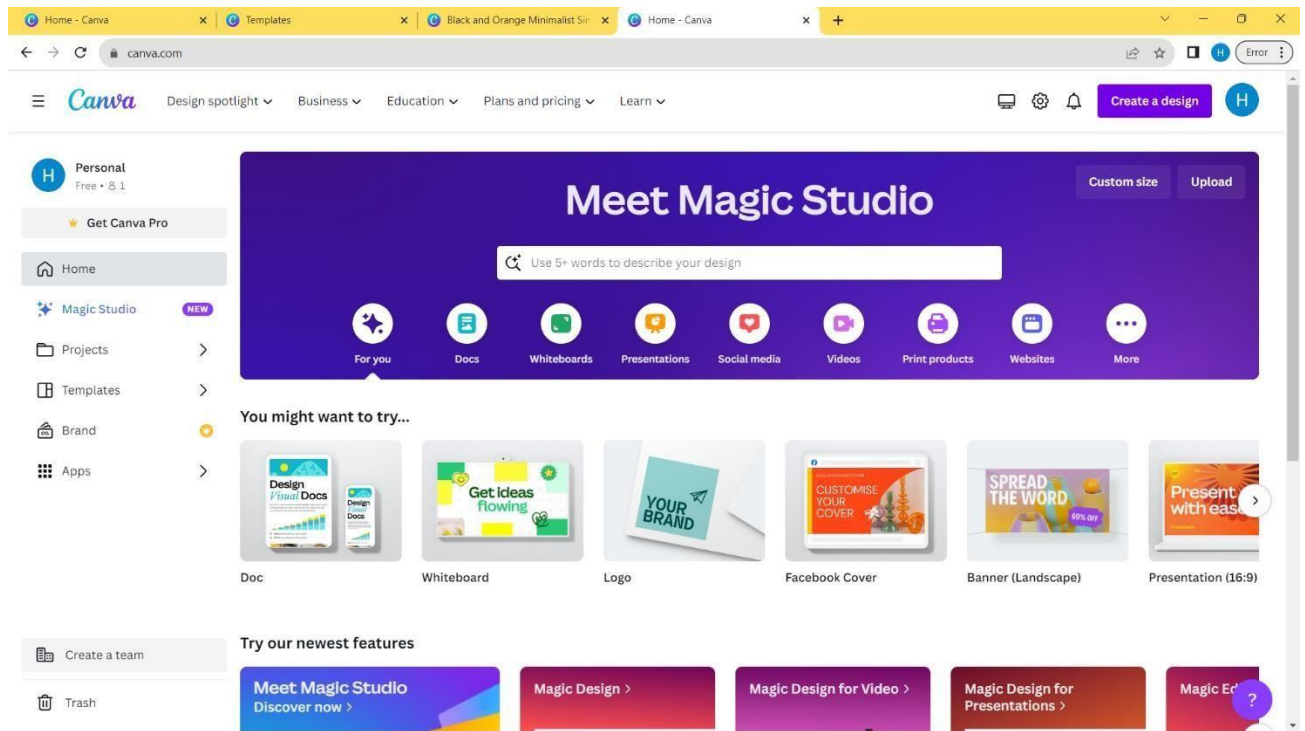 Home - Canva
Templates
Black and Orange Minimalist Sin
Home - Canva
canva.com
Error
Canva
Design spotlight
Business
Education
Plans and pricing
Learn
Create a design
H
H
Personal
Free • 1
Get Canva Pro
Home
Magic Studio
NEW
Projects
Templates
Brand
Apps
Create a team
Trash
Meet Magic Studio
Custom size
Upload
Use 5+ words to describe your design
For you
Docs
Whiteboards
Presentations
Social media
Videos
Print products
Websites
More
You might want to try...
Design
Visual Docs
Design
Visual
Docs
Doc
Get ideas
flowing
Whiteboard
YOUR
BRAND
Logo
CUSTOMISE
YOUR
COVER
Facebook Cover
SPREAD
THE WORD
50% OFF
Banner (Landscape)
Present
with ease
Presentation (16:9)
Try our newest features
Meet Magic Studio
Discover now >
Magic Design >
Magic Design for Video >
Magic Design for
Presentations >
Magic Ed
?